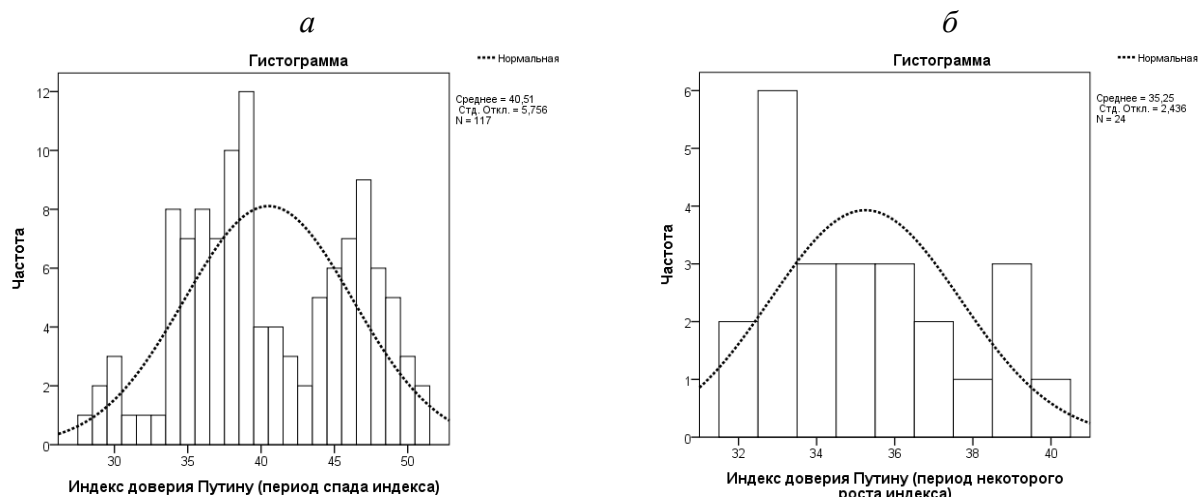 а
Гистограмма
Нормальная
Среднее = 40,51
Стд. Откл. = 5,756
N = 117
Частота
12
10
8
6
4
2
0
30 35 40 45 50
Индекс доверия Путину (период спада индекса)
б
Гистограмма
Нормальная
Среднее = 35,25
Стд. Откл. = 2,436
N = 24
Частота
6
5
4
3
2
1
0
32 34 36 38 40
Индекс доверия Путину (период некоторого
роста индекса)